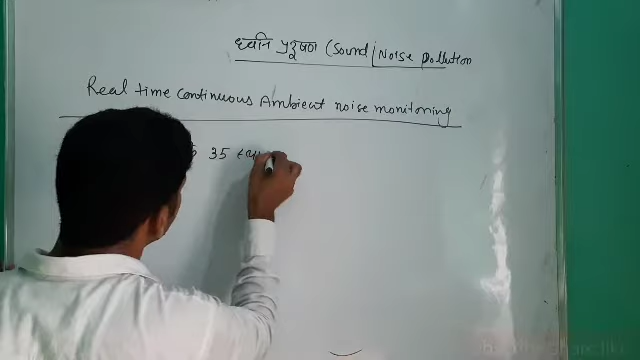 ध्वनि प्रदूषण (Sound/Noise Pollution
Real time continuous Ambient noise monitoring
35